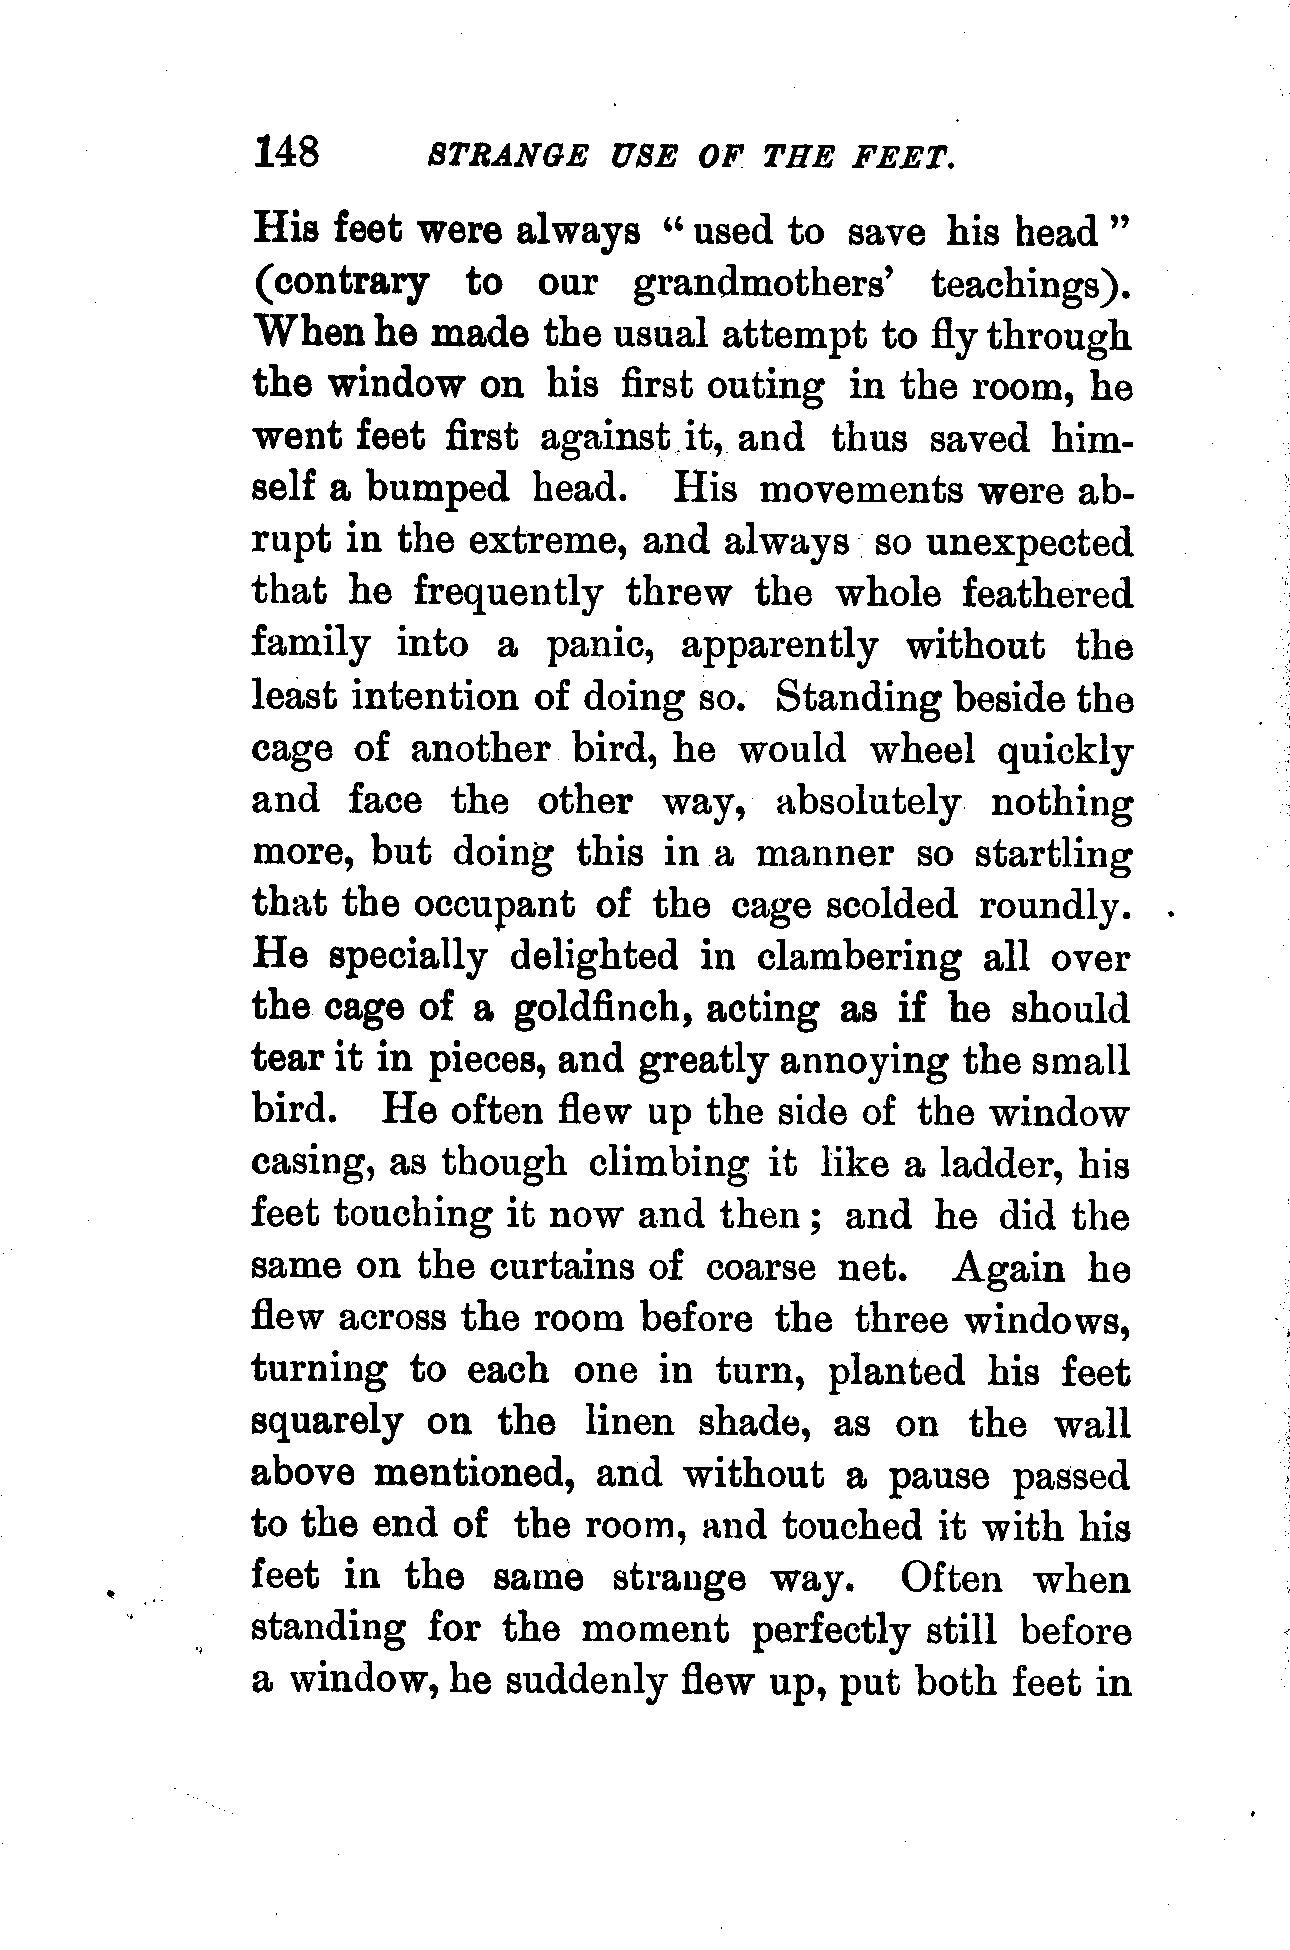 148 STRANGE USE OF THE FEET.
His feet were always “ used to save his head ”
(contrary to our grandmothers’ teachings).
When he made the usual attempt to fly through
the window on his first outing in the room, he
went feet first against it, and thus saved him-
self a bumped head. His movements were ab-
rupt in the extreme, and always so unexpected
that he frequently threw the whole feathered
family into a panic, apparently without the
least intention of doing so. Standing beside the
cage of another bird, he would wheel quickly
and face the other way, absolutely nothing
more, but doing this in a manner so startling
that the occupant of the cage scolded roundly.
He specially delighted in clambering all over
the cage of a goldfinch, acting as if he should
tear it in pieces, and greatly annoying the small
bird. He often flew up the side of the window
casing, as though climbing it like a ladder, his
feet touching it now and then ; and he did the
same on the curtains of coarse net. Again he
flew across the room before the three windows,
turning to each one in turn, planted his feet
squarely on the linen shade, as on the wall
above mentioned, and without a pause passed
to the end of the room, and touched it with his
feet in the same strange way. Often when
standing for the moment perfectly still before
a window, he suddenly flew up, put both feet in